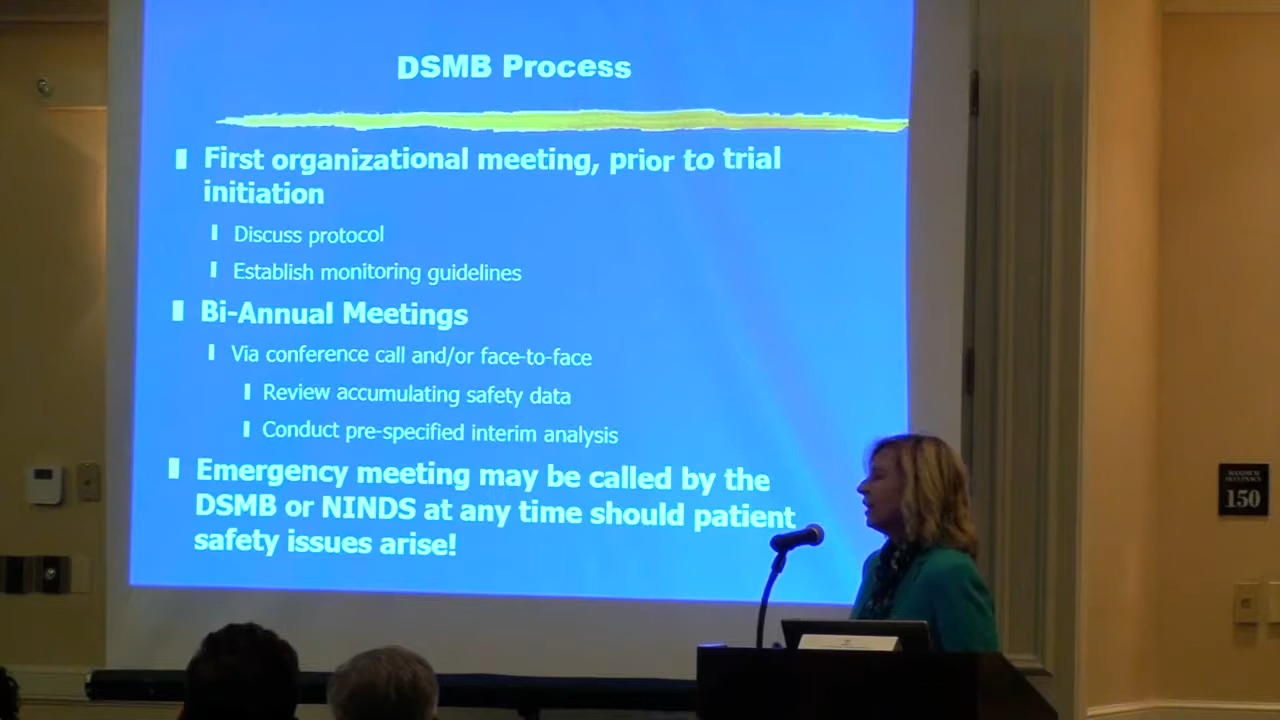 DSMB Process
First organizational meeting, prior to trial
initiation
Discuss protocol
Establish monitoring guidelines
Bi-Annual Meetings
Via conference call and/or face-to-face
Review accumulating safety data
Conduct pre-specified interim analysis
Emergency meeting may be called by the
DSMB or NINDS at any time should patient
safety issues arise!
MAXIMUM
OCCUPANCY
150